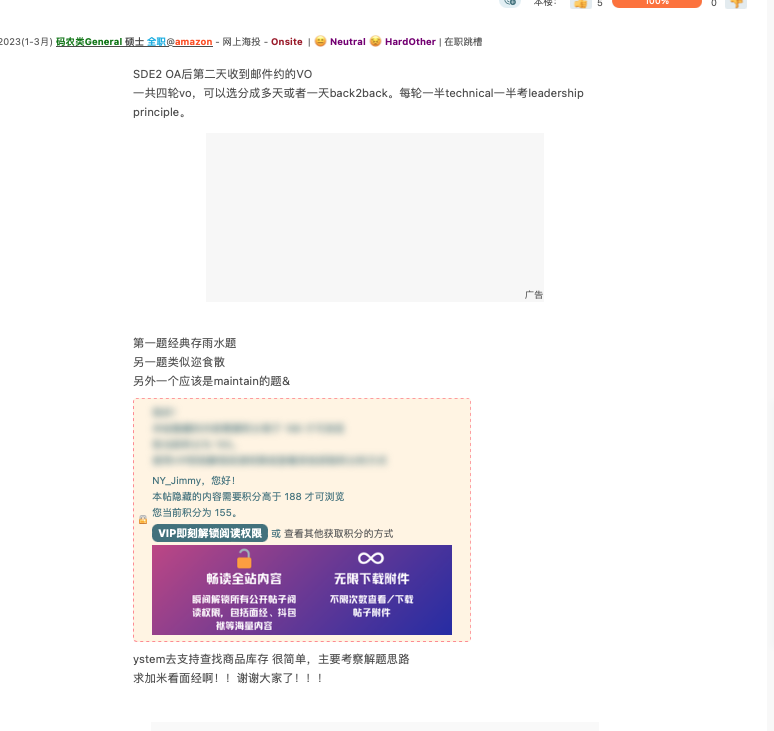 本楼： 5 100% 0
2023(1-3月) 码农类General 硕士 全职@amazon - 网上海投 - Onsite | Neutral HardOther | 在职跳槽
SDE2 OA后第二天收到邮件约的VO
一共四轮vo，可以选分成多天或者一天back2back。每轮一半technical一半考leadership
principle。
广告
第一题经典存雨水题
另一题类似迩食散
另外一个应该是maintain的题&
NY_Jimmy，您好！
本帖隐藏的内容需要积分高于 188 才可浏览
您当前积分为 155。
VIP即刻解锁阅读权限 或 查看其他获取积分的方式
畅读全站内容 无限下载附件
瞬间解锁所有公开帖子阅 不限次数查看/下载
读权限，包括面经、抖包 帖子附件
袱等海量内容
ystem去支持查找商品库存 很简单，主要考察解题思路
求加米看面经啊！！谢谢大家了！！！